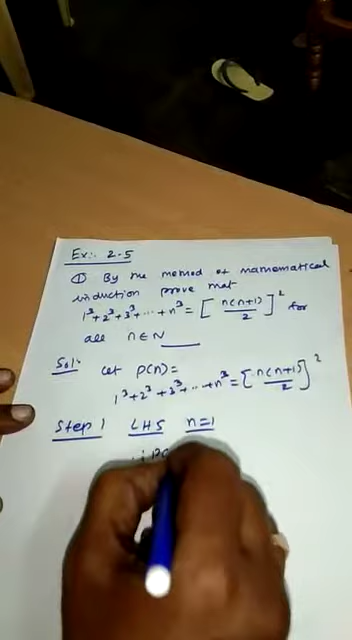 Ex:- 2.5
① By the method of mathematical
induction prove that
1³+2³+3³+···+n³ = [n(n+1)/2]² for
all n∈N
Sol:- Let P(n)=
1³+2³+3³+···+n³ = [n(n+1)/2]²
Step 1 LHS n=1